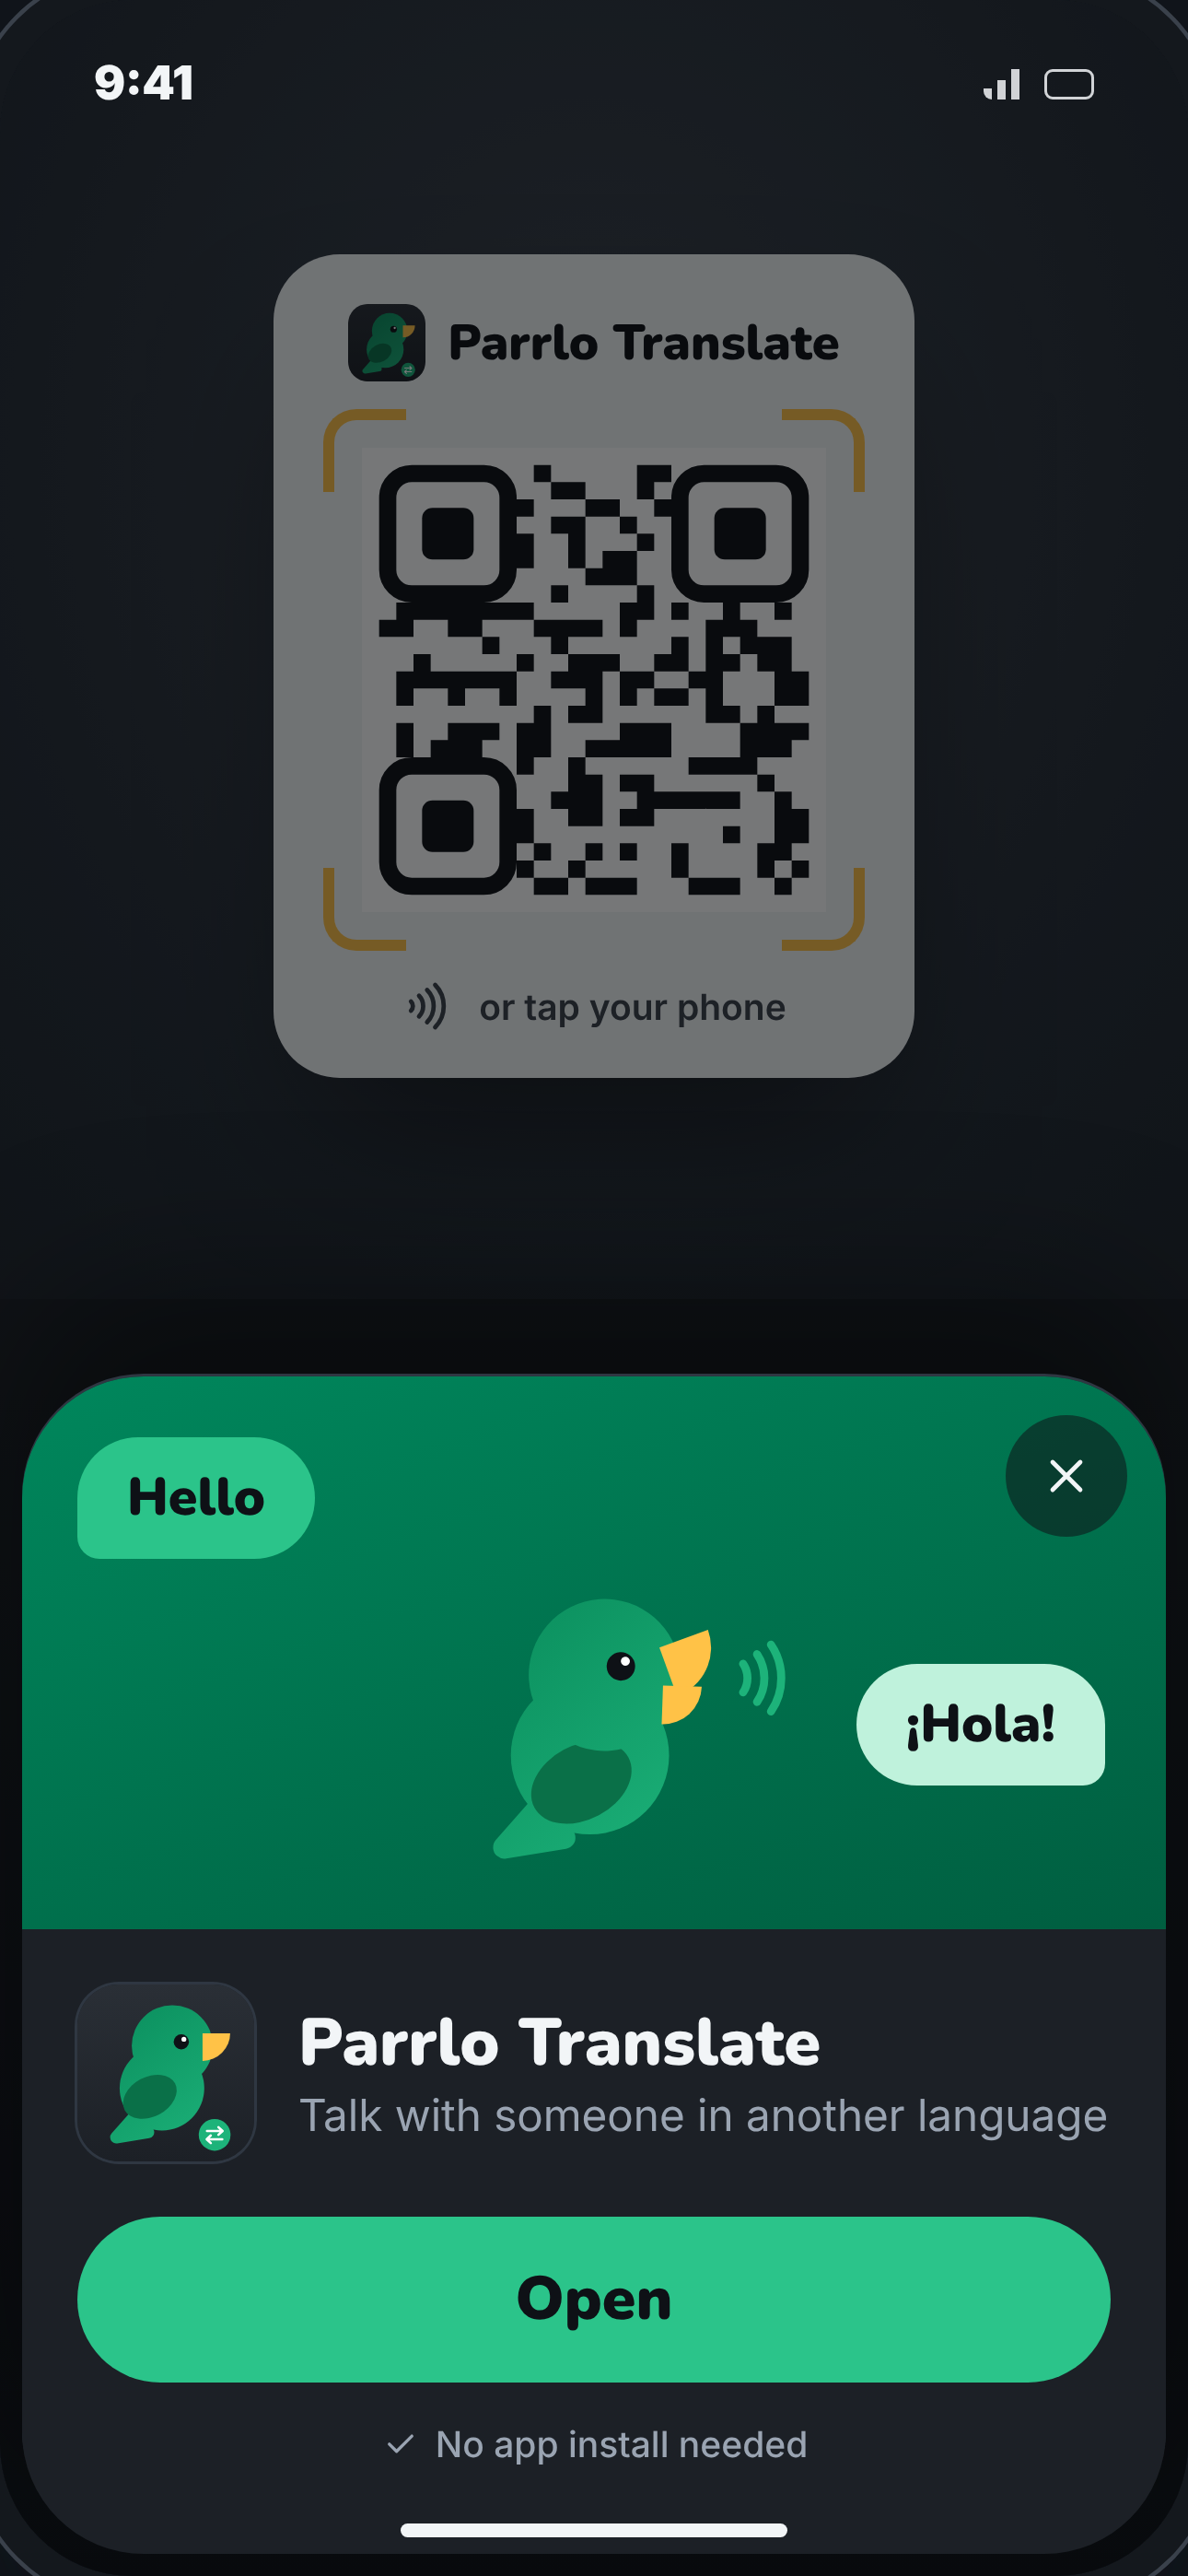 9:41
Parrlo Translate
or tap your phone
Hello
¡Hola!
Parrlo Translate
Talk with someone in another language
Open
No app install needed